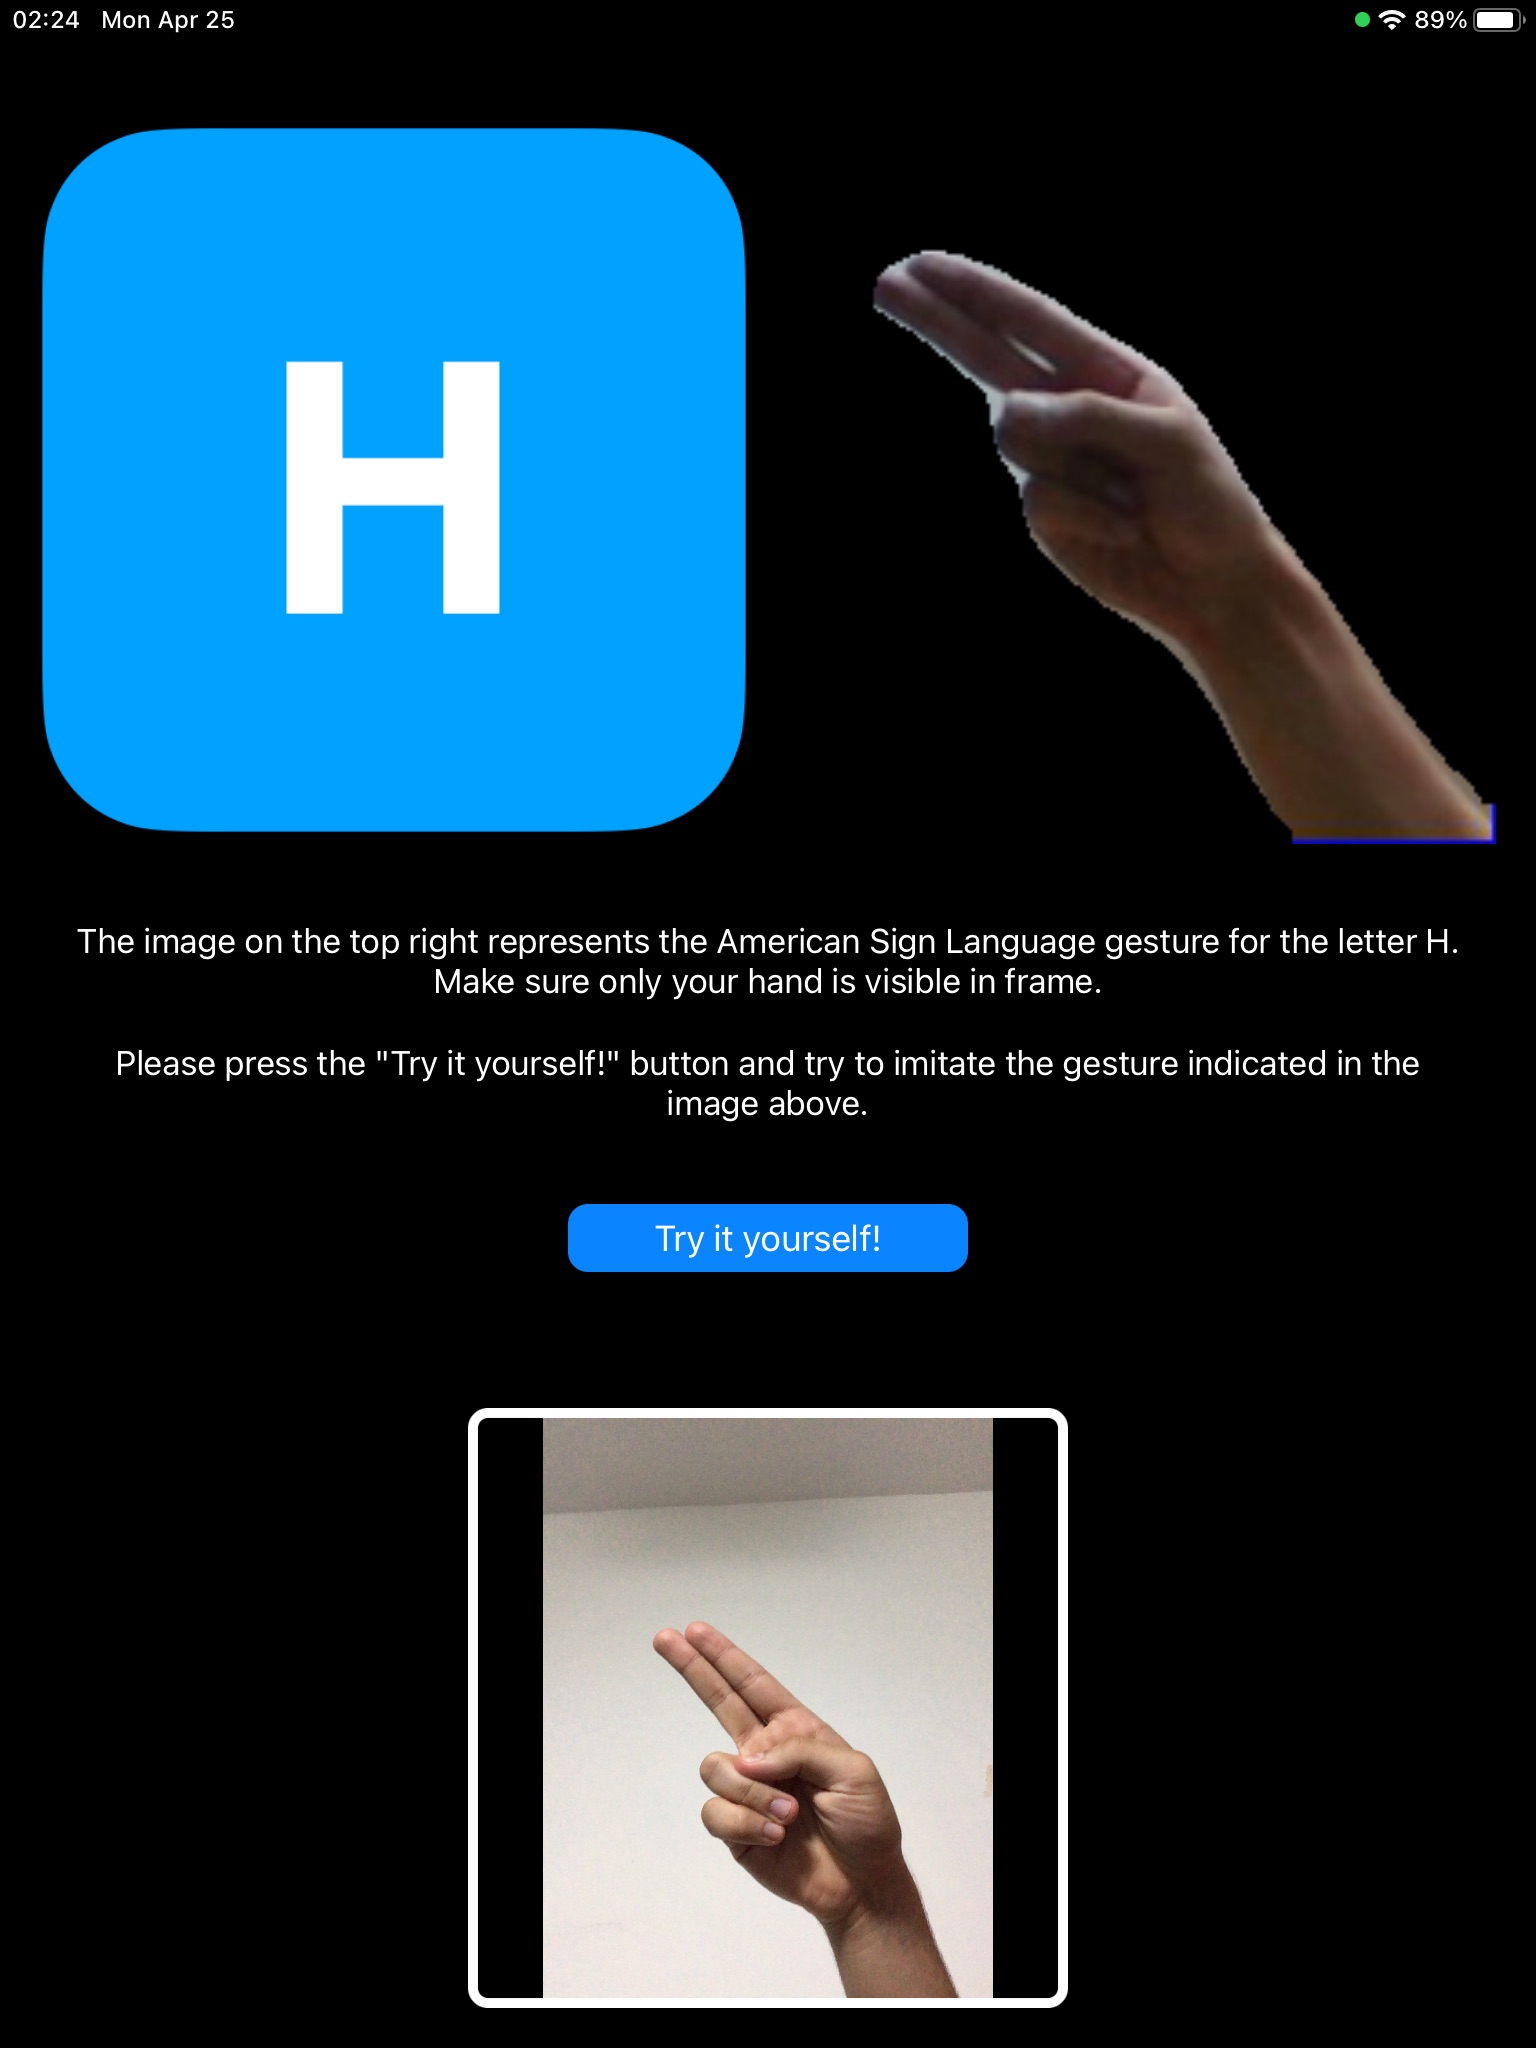 02:24 Mon Apr 25
89%
H
The image on the top right represents the American Sign Language gesture for the letter H.
Make sure only your hand is visible in frame.
Please press the "Try it yourself!" button and try to imitate the gesture indicated in the
image above.
Try it yourself!